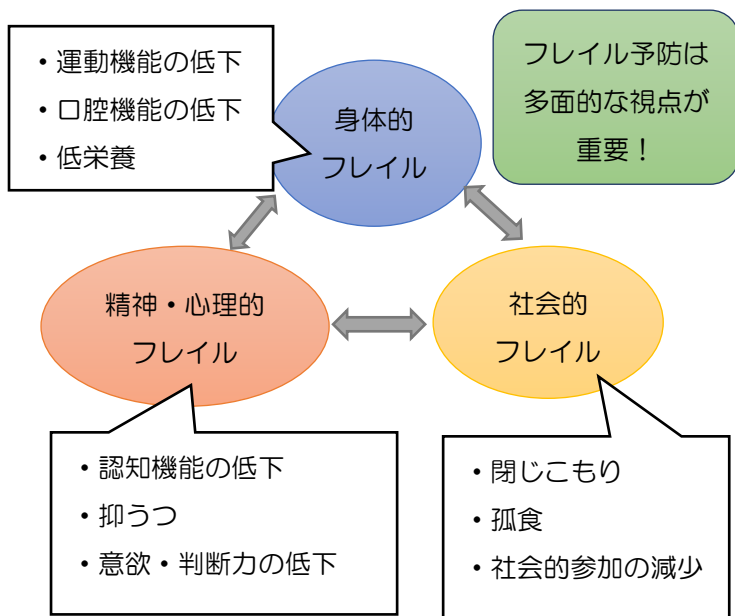 ・運動機能の低下
・口腔機能の低下
・低栄養
身体的
フレイル
フレイル予防は
多面的な視点が
重要！
精神・心理的
フレイル
社会的
フレイル
・認知機能の低下
・抑うつ
・意欲・判断力の低下
・閉じこもり
・孤食
・社会的参加の減少